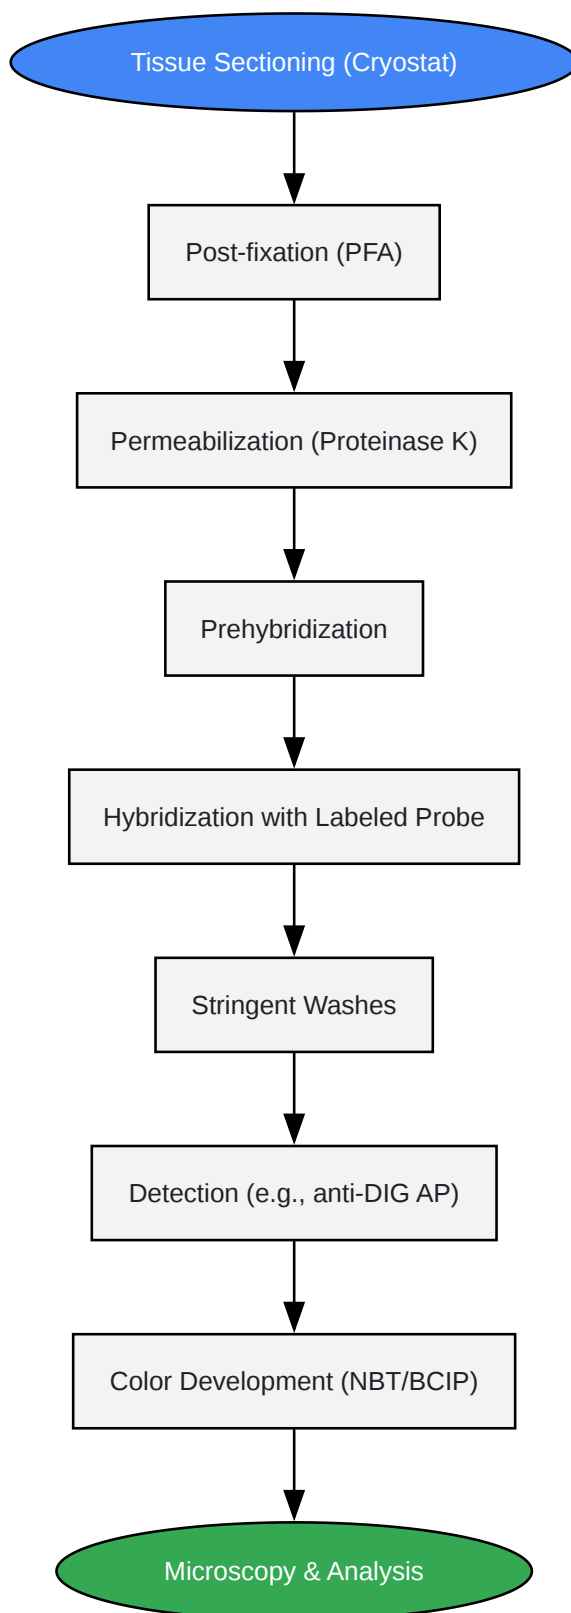 Tissue Sectioning (Cryostat)
Post-fixation (PFA)
Permeabilization (Proteinase K)
Prehybridization
Hybridization with Labeled Probe
Stringent Washes
Detection (e.g., anti-DIG AP)
Color Development (NBT/BCIP)
Microscopy & Analysis